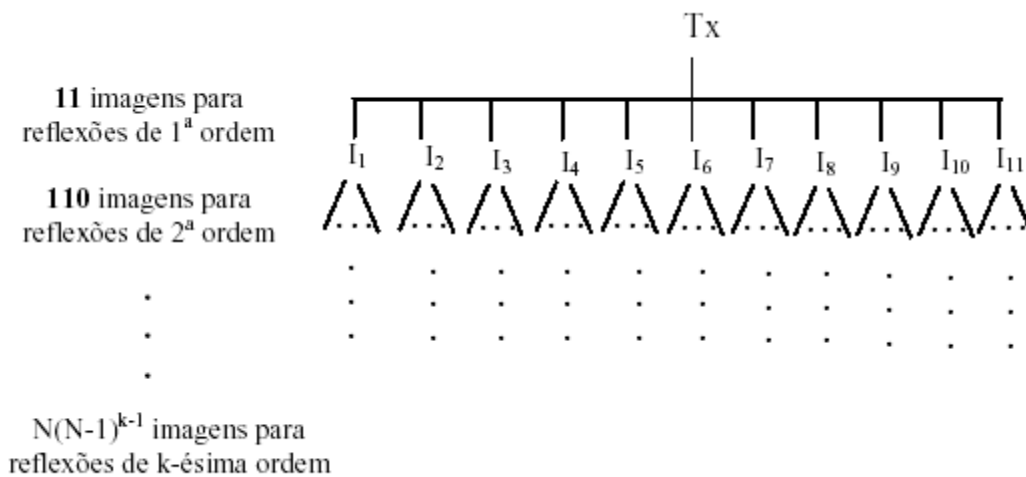 Tx
11 imagens para
reflexões de 1ª ordem
I₁ I₂ I₃ I₄ I₅ I₆ I₇ I₈ I₉ I₁₀ I₁₁
110 imagens para
reflexões de 2ª ordem
N(N-1)ᵏ⁻¹ imagens para
reflexões de k-ésima ordem